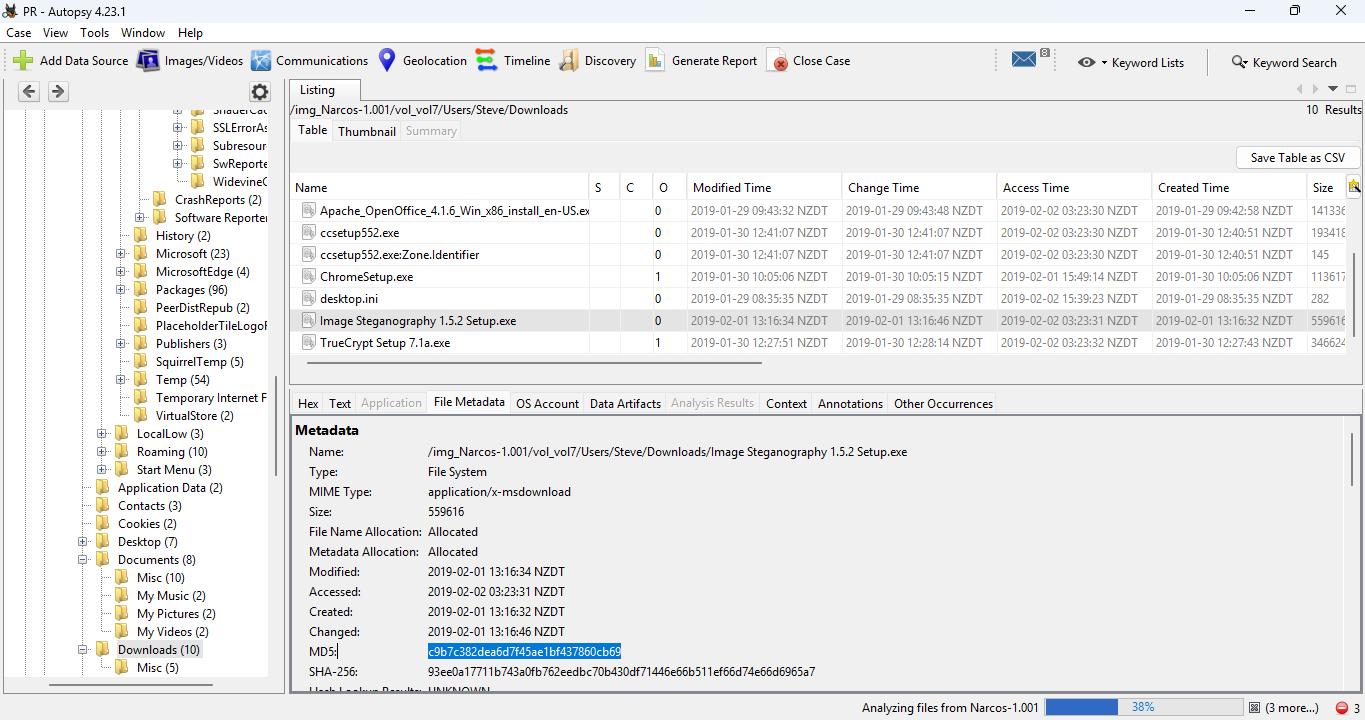 PR - Autopsy 4.23.1
Case View Tools Window Help
Add Data Source Images/Videos Communications Geolocation Timeline Discovery Generate Report Close Case Keyword Lists Keyword Search
SSLErrorAs
Subresour
SwReporte
WidevineC
CrashReports (2)
Software Reporter
History (2)
Microsoft (23)
MicrosoftEdge (4)
Packages (96)
PeerDistRepub (2)
PlaceholderTileLogoF
Publishers (3)
SquirrelTemp (5)
Temp (54)
Temporary Internet F
VirtualStore (2)
LocalLow (3)
Roaming (10)
Start Menu (3)
Application Data (2)
Contacts (3)
Cookies (2)
Desktop (7)
Documents (8)
Misc (10)
My Music (2)
My Pictures (2)
My Videos (2)
Downloads (10)
Misc (5)
Listing
/img_Narcos-1.001/vol_vol7/Users/Steve/Downloads 10 Results
Table Thumbnail Summary
Save Table as CSV
Name S C O Modified Time Change Time Access Time Created Time Size
Apache_OpenOffice_4.1.6_Win_x86_install_en-US.ex 0 2019-01-29 09:43:32 NZDT 2019-01-29 09:43:48 NZDT 2019-02-02 03:23:30 NZDT 2019-01-29 09:42:58 NZDT 141336
ccsetup552.exe 0 2019-01-30 12:41:07 NZDT 2019-01-30 12:41:07 NZDT 2019-02-02 03:23:30 NZDT 2019-01-30 12:40:51 NZDT 193418
ccsetup552.exe:Zone.Identifier 0 2019-01-30 12:41:07 NZDT 2019-01-30 12:41:07 NZDT 2019-02-02 03:23:30 NZDT 2019-01-30 12:40:51 NZDT 145
ChromeSetup.exe 1 2019-01-30 10:05:06 NZDT 2019-01-30 10:05:15 NZDT 2019-02-01 15:49:14 NZDT 2019-01-30 10:05:06 NZDT 113617
desktop.ini 0 2019-01-29 08:35:35 NZDT 2019-01-29 08:35:35 NZDT 2019-02-02 15:39:23 NZDT 2019-01-29 08:35:35 NZDT 282
Image Steganography 1.5.2 Setup.exe 0 2019-02-01 13:16:34 NZDT 2019-02-01 13:16:46 NZDT 2019-02-02 03:23:31 NZDT 2019-02-01 13:16:32 NZDT 559616
TrueCrypt Setup 7.1a.exe 1 2019-01-30 12:27:51 NZDT 2019-01-30 12:28:14 NZDT 2019-02-02 03:23:32 NZDT 2019-01-30 12:27:43 NZDT 346624
Hex Text Application File Metadata OS Account Data Artifacts Analysis Results Context Annotations Other Occurrences
Metadata
Name: /img_Narcos-1.001/vol_vol7/Users/Steve/Downloads/Image Steganography 1.5.2 Setup.exe
Type: File System
MIME Type: application/x-msdownload
Size: 559616
File Name Allocation: Allocated
Metadata Allocation: Allocated
Modified: 2019-02-01 13:16:34 NZDT
Accessed: 2019-02-02 03:23:31 NZDT
Created: 2019-02-01 13:16:32 NZDT
Changed: 2019-02-01 13:16:46 NZDT
MD5: c9b7c382dea6d7f45ae1bf437860cb69
SHA-256: 93ee0a17711b743a0fb762eedbc70b430df71446e66b511ef66d74e66d6965a7
Hash Lookup Results: UNKNOWN
Analyzing files from Narcos-1.001 38% (3 more...) 3